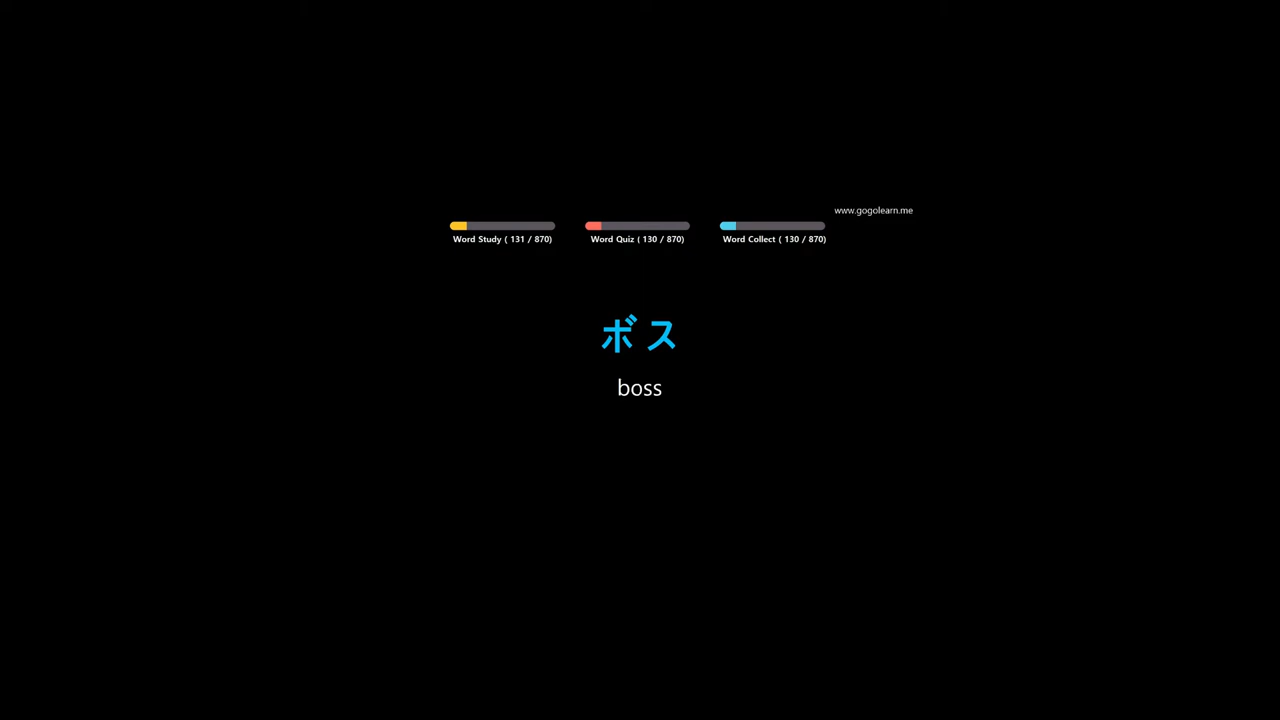 www.gogolearn.me
Word Study ( 131 / 870)
Word Quiz ( 130 / 870)
Word Collect ( 130 / 870)
ボス
boss